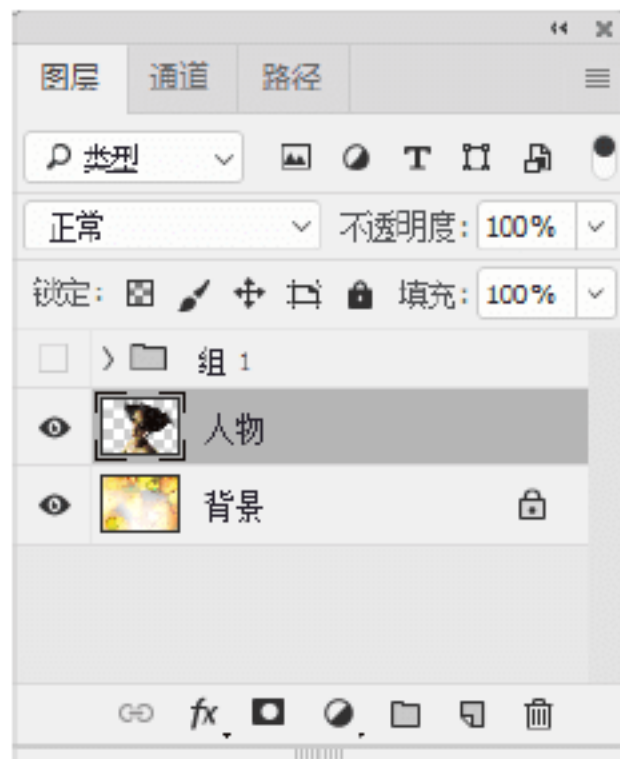 图层 通道 路径
类型
正常 不透明度: 100%
锁定: 填充: 100%
组 1
人物
背景
fx